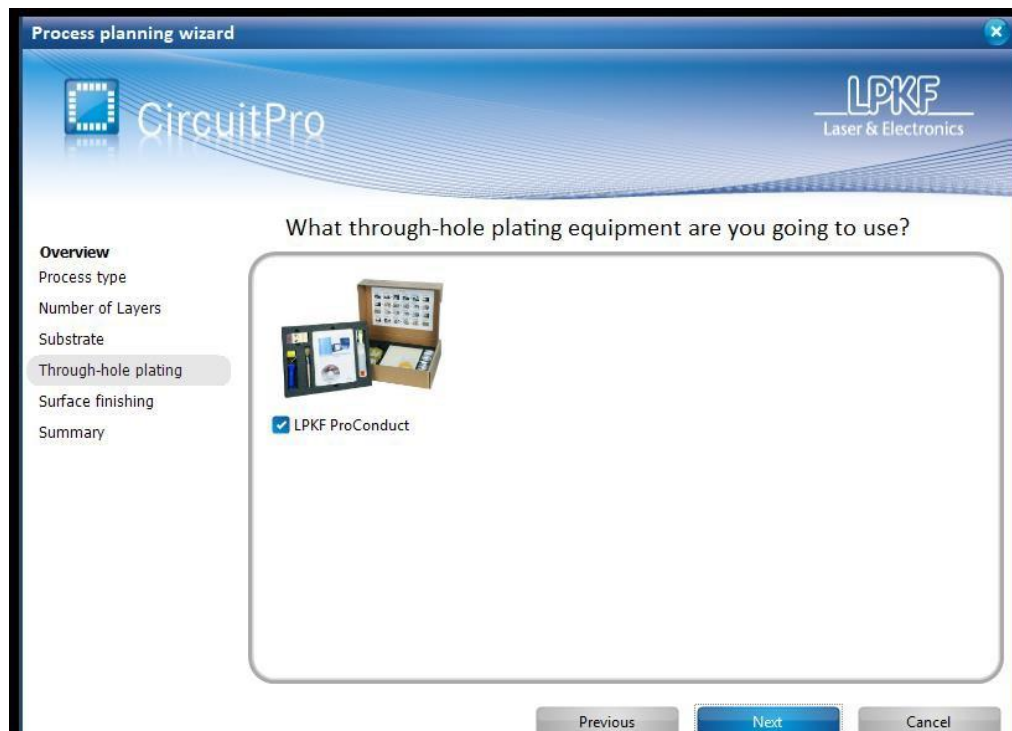 Process planning wizard
CircuitPro
LPKF
Laser & Electronics
What through-hole plating equipment are you going to use?
Overview
Process type
Number of Layers
Substrate
Through-hole plating
Surface finishing
Summary
LPKF ProConduct
Previous
Next
Cancel